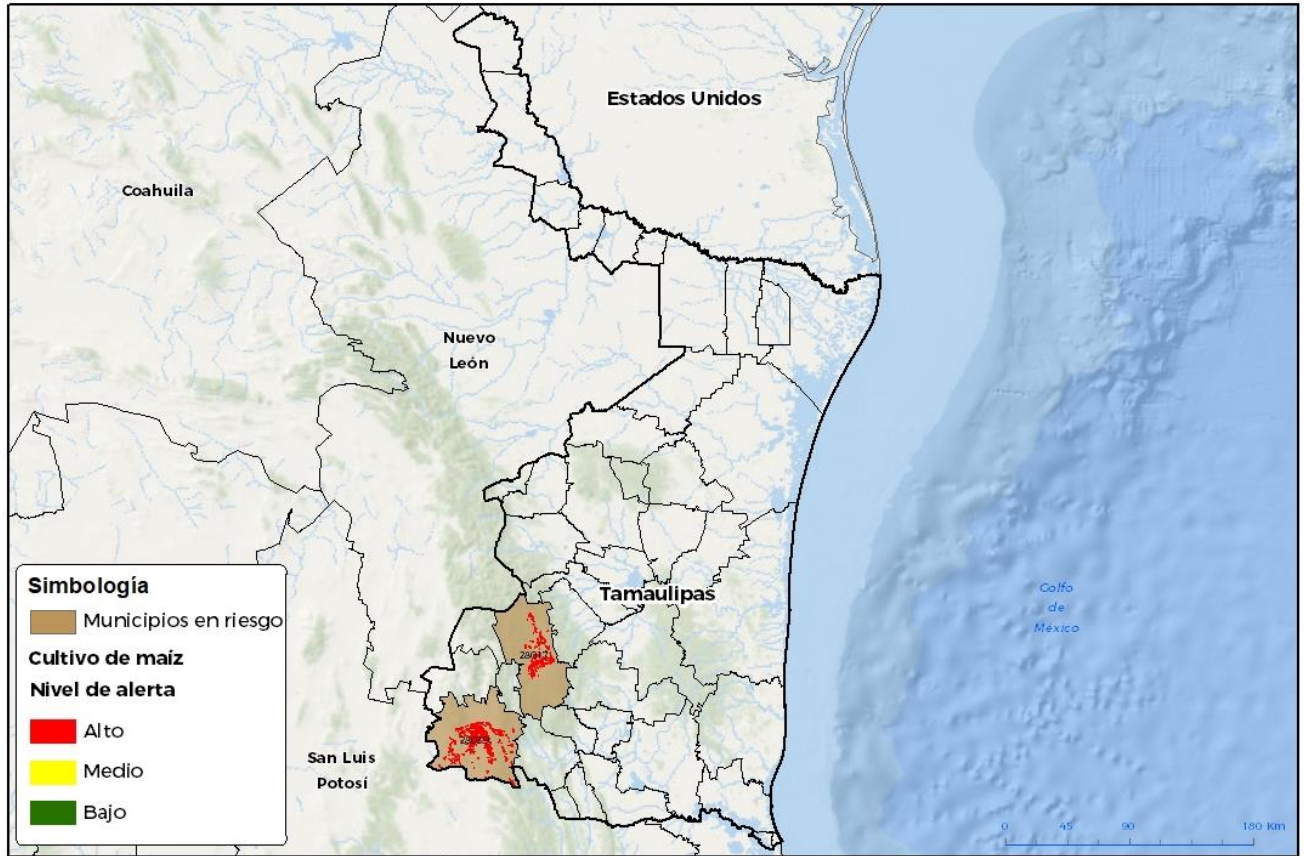 Estados Unidos
Coahuila
Nuevo
León
Tamaulipas
Golfo
de
México
San Luis
Potosí
Simbología
Municipios en riesgo
Cultivo de maíz
Nivel de alerta
Alto
Medio
Bajo
0 45 90 180 Km